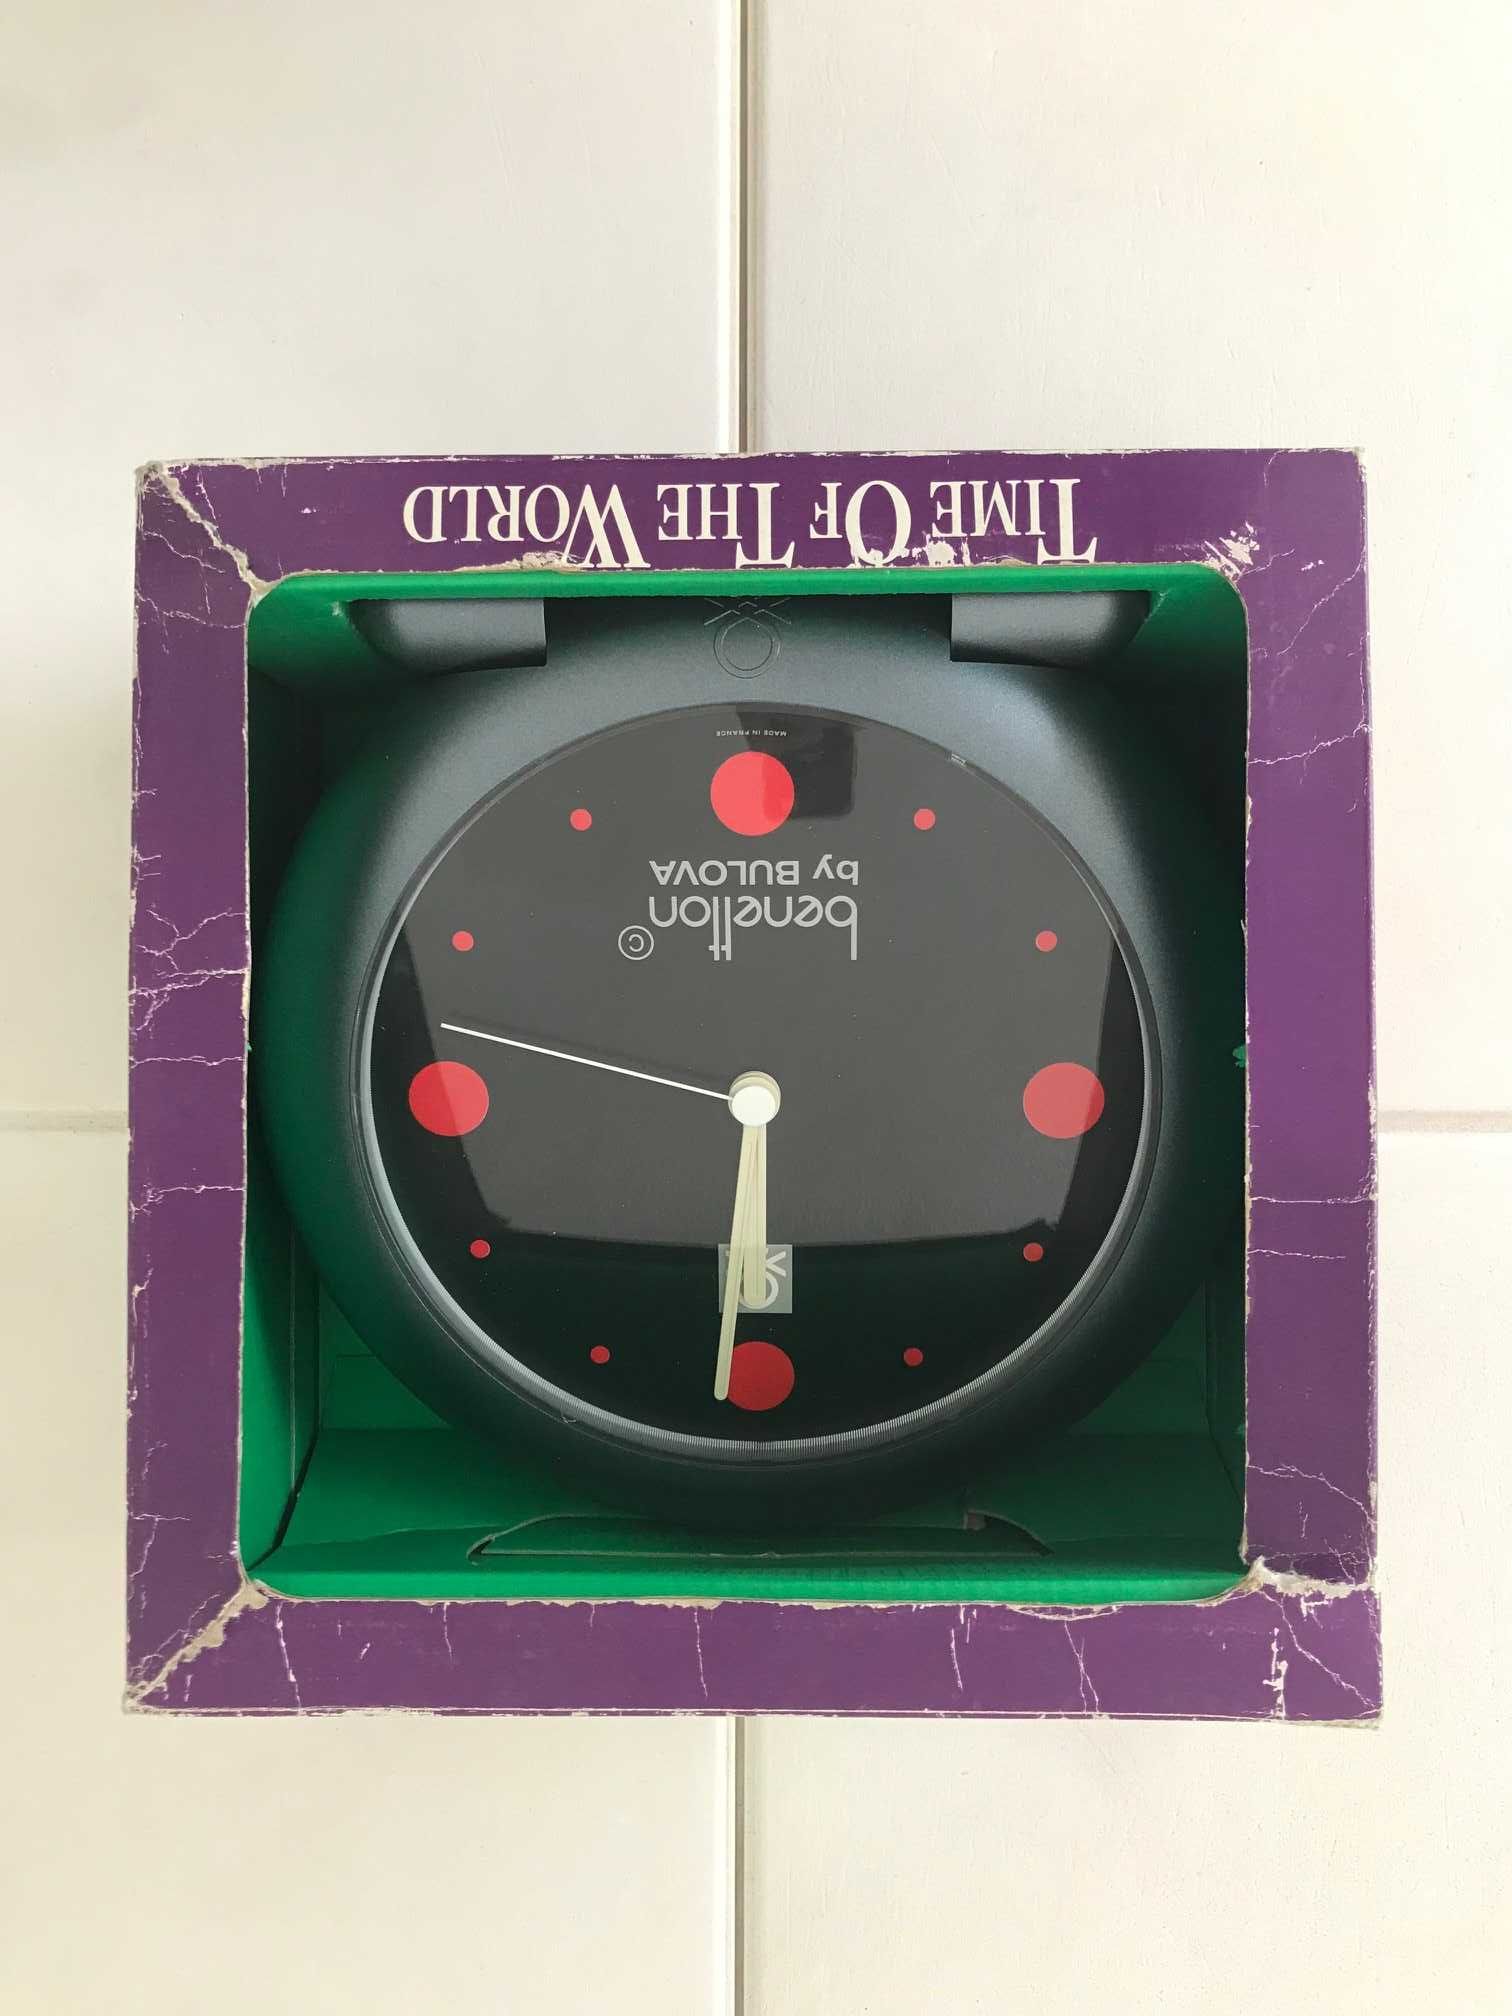 benetton©
by BULOVA
MADE IN FRANCE
TIME OF THE WORLD